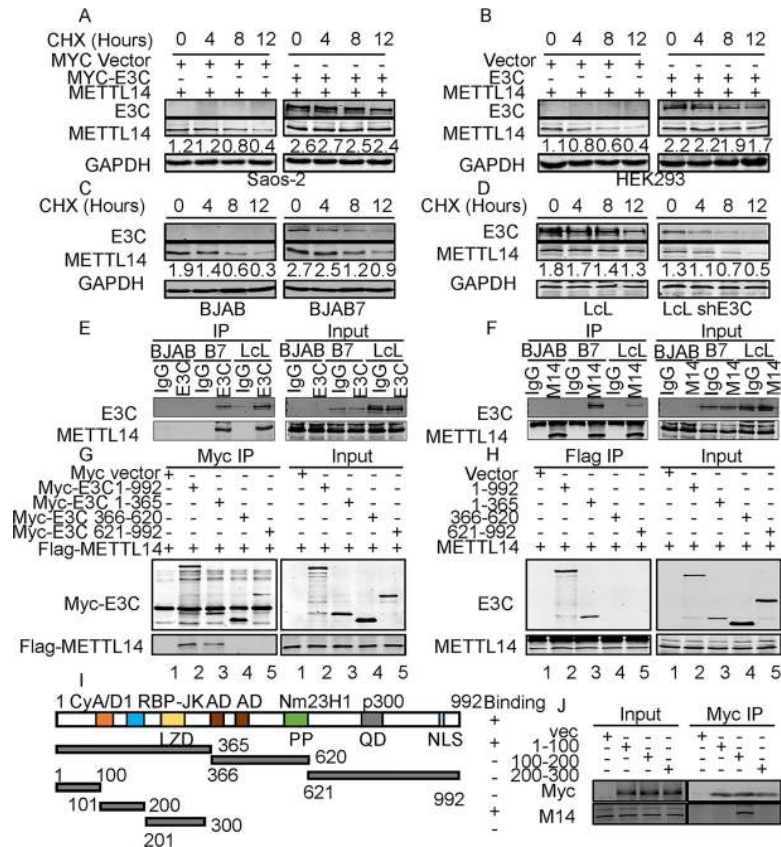 A
CHX (Hours) 0 4 8 12 0 4 8 12
MYC Vector + + + + - - - -
MYC-E3C - - - - + + + +
METTL14 + + + + + + + +
E3C
METTL14
1.2 1.2 0.8 0.4 2.6 2.7 2.5 2.4
GAPDH
Saos-2
B
CHX (Hours) 0 4 8 12 0 4 8 12
Vector + + + + - - - -
E3C - - - - + + + +
METTL14 + + + + + + + +
E3C
METTL14
1.1 0.8 0.6 0.4 2.2 2.2 1.9 1.7
GAPDH
HEK293
C
CHX (Hours) 0 4 8 12 0 4 8 12
E3C
METTL14
1.9 1.4 0.6 0.3 2.7 2.5 1.2 0.9
GAPDH
BJAB BJAB7
D
CHX (Hours) 0 4 8 12 0 4 8 12
E3C
METTL14
1.8 1.7 1.4 1.3 1.3 1.1 0.7 0.5
GAPDH
LcL LcL shE3C
E
IP Input
BJAB B7 LcL BJAB B7 LcL
IgG E3C IgG E3C IgG E3C IgG E3C IgG E3C IgG E3C
E3C
METTL14
F
IP Input
BJAB B7 LcL BJAB B7 LcL
IgG M14 IgG M14 IgG M14 IgG M14 IgG M14 IgG M14
E3C
METTL14
G
Myc IP Input
Myc vector + - - - - + - - - -
Myc-E3C1-992 - + - - - - + - - -
Myc-E3C 1-365 - - + - - - - + - -
Myc-E3C 366-620 - - - + - - - - + -
Myc-E3C 621-992 - - - - + - - - - +
Flag-METTL14 + + + + + + + + + +
Myc-E3C
Flag-METTL14
1 2 3 4 5 1 2 3 4 5
H
Flag IP Input
Vector + - - - - + - - - -
1-992 - + - - - - + - - -
1-365 - - + - - - - + - -
366-620 - - - + - - - - + -
621-992 - - - - + - - - - +
METTL14 + + + + + + + + + +
E3C
METTL14
1 2 3 4 5 1 2 3 4 5
I
1 CyA/D1 RBP-JK AD AD Nm23H1 p300 992 Binding
+
LZD PP QD NLS
365 +
366 620 -
621 992 -
1 100 -
101 200 +
201 300 -
J
Input Myc IP
vec + - - - + - - -
1-100 - + - - - + - -
100-200 - - + - - - + -
200-300 - - - + - - - +
Myc
M14